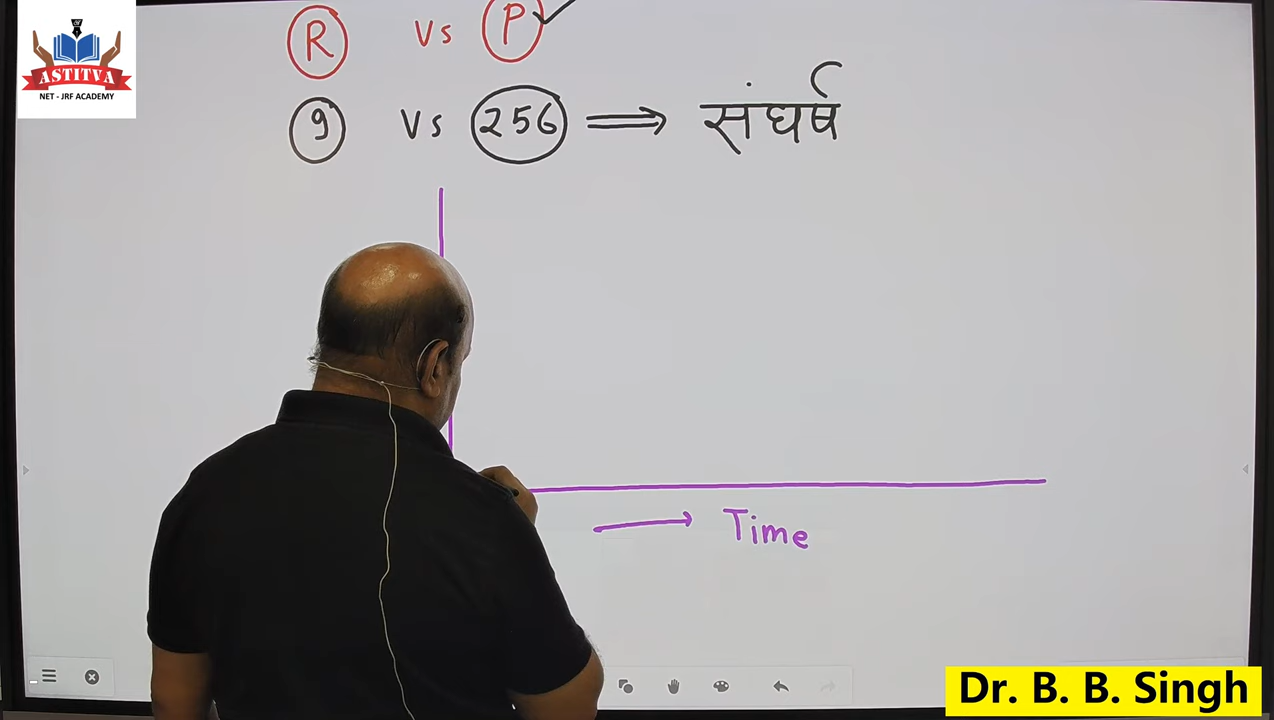 ASTITVA
NET - JRF ACADEMY
R Vs P
9 Vs 256 ⟹ संघर्ष
→ Time
Dr. B. B. Singh